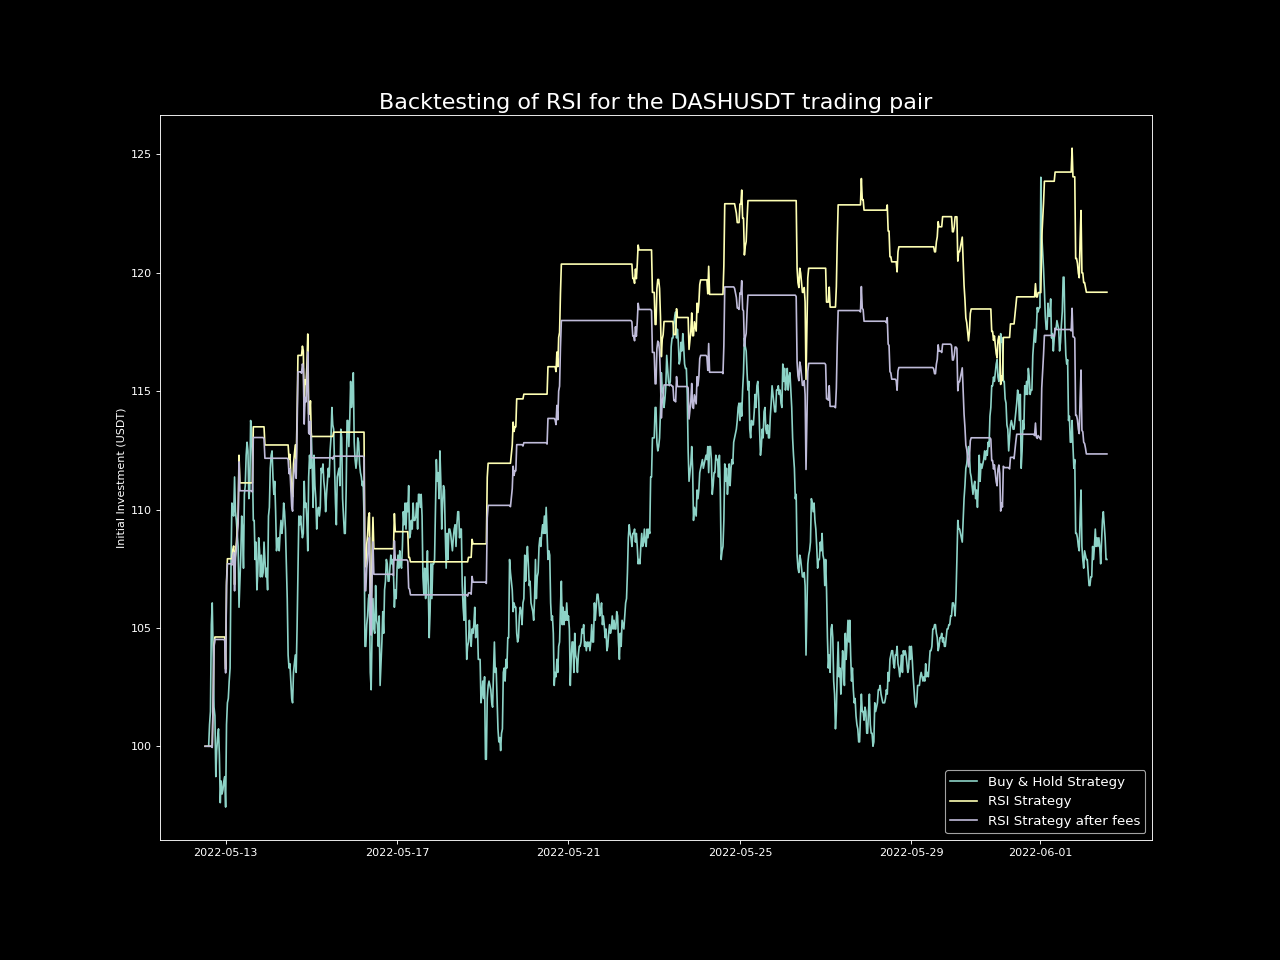 Backtesting of RSI for the DASHUSDT trading pair
Initial Investment (USDT)
125
120
115
110
105
100
2022-05-13
2022-05-17
2022-05-21
2022-05-25
2022-05-29
2022-06-01
Buy & Hold Strategy
RSI Strategy
RSI Strategy after fees